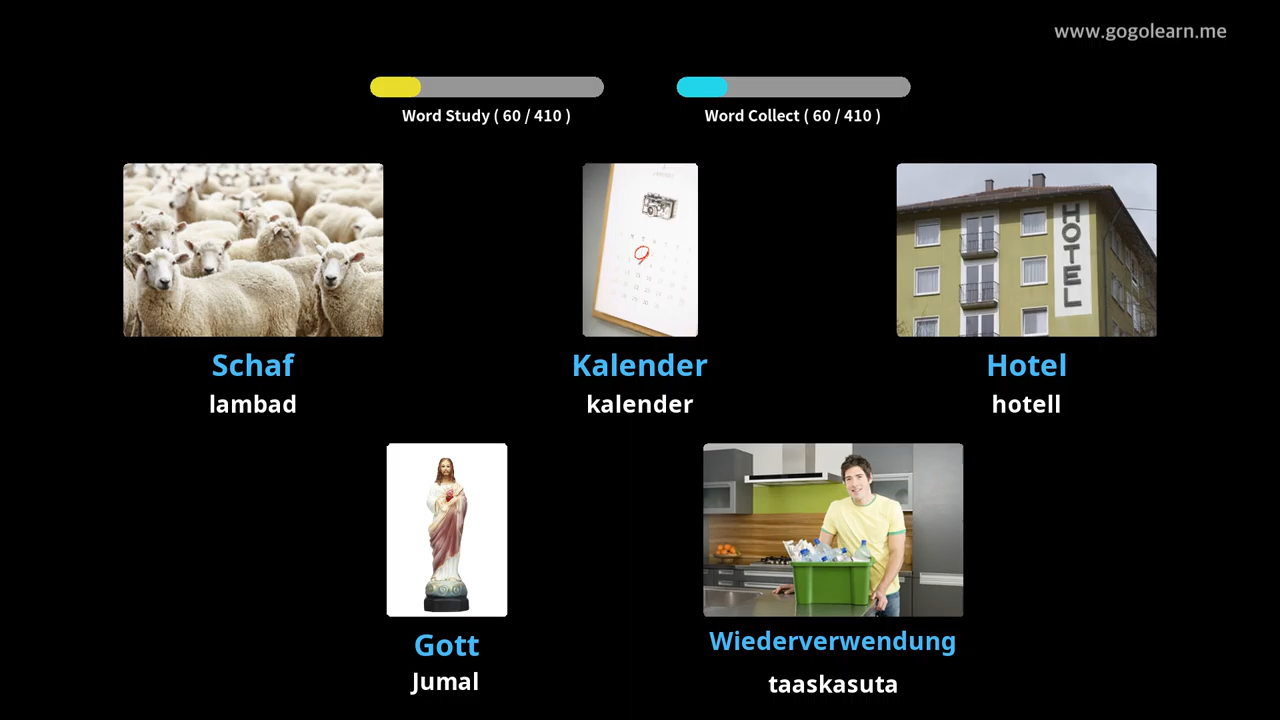 www.gogolearn.me
Word Study ( 60 / 410 )
Word Collect ( 60 / 410 )
HOTEL
Schaf
Kalender
Hotel
lambad
kalender
hotell
Gott
Wiederverwendung
Jumal
taaskasuta